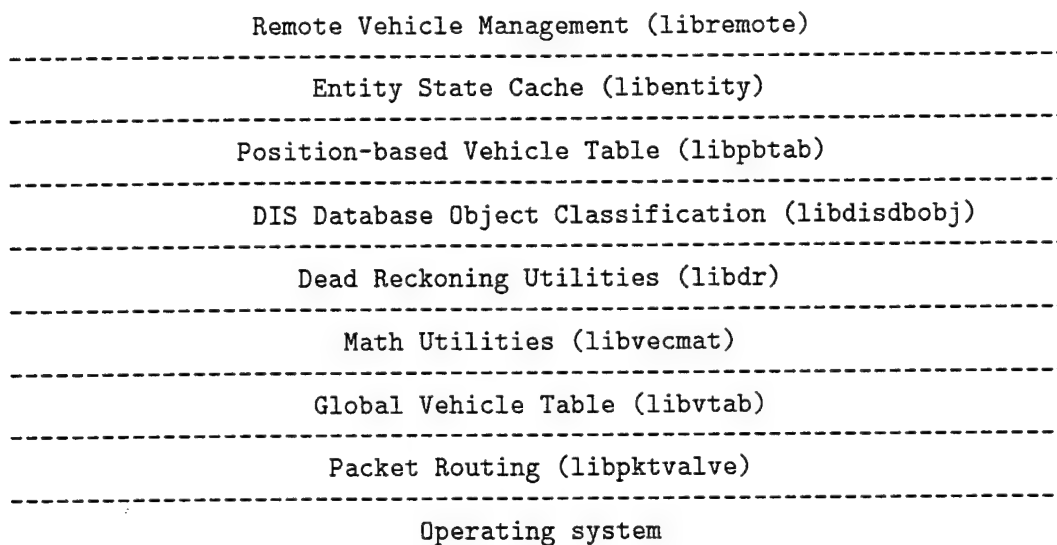 Remote Vehicle Management (libremote)
Entity State Cache (libentity)
Position-based Vehicle Table (libpbtab)
DIS Database Object Classification (libdisdbobj)
Dead Reckoning Utilities (libdr)
Math Utilities (libvecmat)
Global Vehicle Table (libvtab)
Packet Routing (libpktvalve)
Operating system